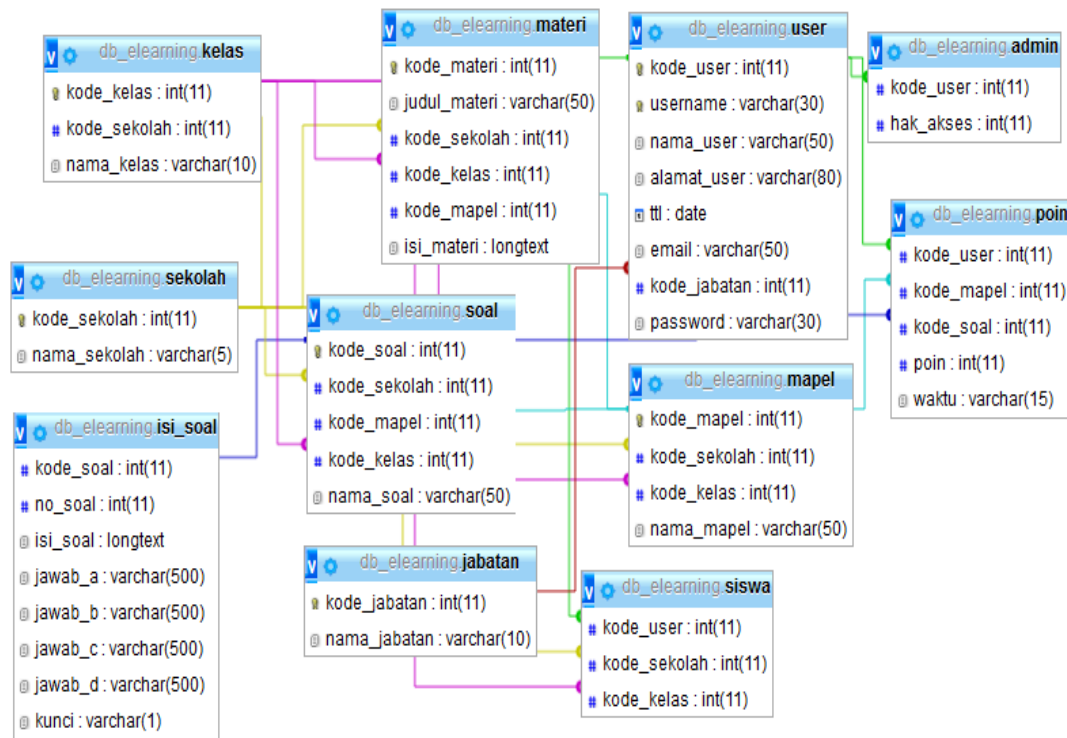 db_elearning.kelas
kode_kelas : int(11)
kode_sekolah : int(11)
nama_kelas : varchar(10)
db_elearning.materi
kode_materi : int(11)
judul_materi : varchar(50)
kode_sekolah : int(11)
kode_kelas : int(11)
kode_mapel : int(11)
isi_materi : longtext
db_elearning.user
kode_user : int(11)
username : varchar(30)
nama_user : varchar(50)
alamat_user : varchar(80)
ttl : date
email : varchar(50)
kode_jabatan : int(11)
password : varchar(30)
db_elearning.admin
kode_user : int(11)
hak_akses : int(11)
db_elearning.poin
kode_user : int(11)
kode_mapel : int(11)
kode_soal : int(11)
poin : int(11)
waktu : varchar(15)
db_elearning.sekolah
kode_sekolah : int(11)
nama_sekolah : varchar(5)
db_elearning.soal
kode_soal : int(11)
kode_sekolah : int(11)
kode_mapel : int(11)
kode_kelas : int(11)
nama_soal : varchar(50)
db_elearning.mapel
kode_mapel : int(11)
kode_sekolah : int(11)
kode_kelas : int(11)
nama_mapel : varchar(50)
db_elearning.isi_soal
kode_soal : int(11)
no_soal : int(11)
isi_soal : longtext
jawab_a : varchar(500)
jawab_b : varchar(500)
jawab_c : varchar(500)
jawab_d : varchar(500)
kunci : varchar(1)
db_elearning.jabatan
kode_jabatan : int(11)
nama_jabatan : varchar(10)
db_elearning.siswa
kode_user : int(11)
kode_sekolah : int(11)
kode_kelas : int(11)